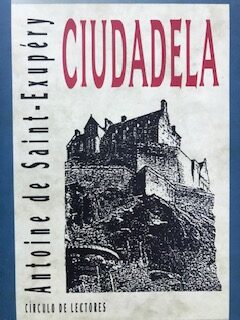 Antoine de Saint-Exupéry
CIUDADELA
CÍRCULO DE LECTORES